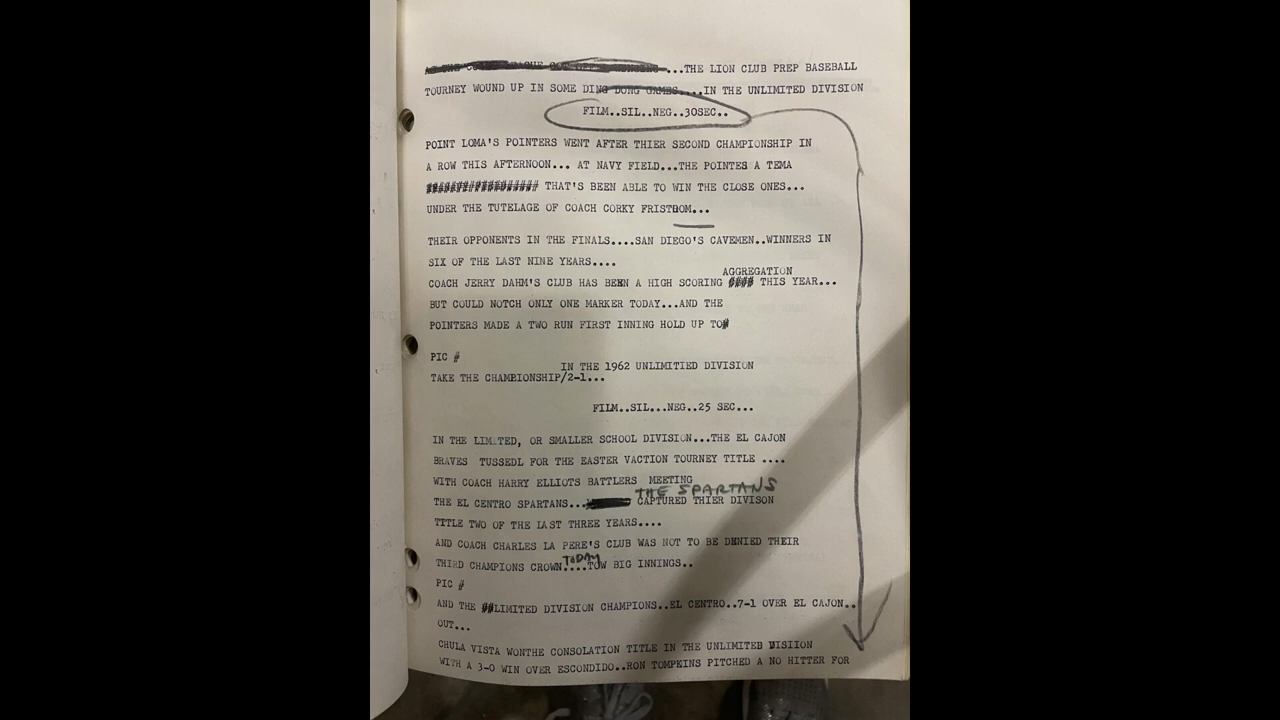 ...THE LION CLUB PREP BASEBALL
TOURNEY WOUND UP IN SOME DING DONG GAMES....IN THE UNLIMITED DIVISION
FILM..SIL..NEG..30SEC..
POINT LOMA'S POINTERS WENT AFTER THIER SECOND CHAMPIONSHIP IN
A ROW THIS AFTERNOON... AT NAVY FIELD...THE POINTES A TEMA
THAT'S BEEN ABLE TO WIN THE CLOSE ONES...
UNDER THE TUTELAGE OF COACH CORKY FRISTROM...
THEIR OPPONENTS IN THE FINALS....SAN DIEGO'S CAVEMEN..WINNERS IN
SIX OF THE LAST NINE YEARS....
AGGREGATION
COACH JERRY DAHM'S CLUB HAS BEEN A HIGH SCORING #### THIS YEAR...
BUT COULD NOTCH ONLY ONE MARKER TODAY...AND THE
POINTERS MADE A TWO RUN FIRST INNING HOLD UP TO#
PIC #
IN THE 1962 UNLIMITIED DIVISION
TAKE THE CHAMPIONSHIP/2-1...
FILM..SIL...NEG..25 SEC...
IN THE LIMITED, OR SMALLER SCHOOL DIVISION...THE EL CAJON
BRAVES TUSSEDL FOR THE EASTER VACTION TOURNEY TITLE ....
WITH COACH HARRY ELLIOTS BATTLERS MEETING
THE SPARTANS
THE EL CENTRO SPARTANS... CAPTURED THIER DIVISON
TITLE TWO OF THE LAST THREE YEARS....
AND COACH CHARLES LA PERE'S CLUB WAS NOT TO BE DENIED THEIR
TODAY
THIRD CHAMPIONS CROWN....TOW BIG INNINGS..
PIC #
AND THE ##LIMITED DIVISION CHAMPIONS..EL CENTRO..7-1 OVER EL CAJON..
OUT...
CHULA VISTA WONTHE CONSOLATION TITLE IN THE UNLIMITED DISIION
WITH A 3-0 WIN OVER ESCONDIDO..RON TOMPKINS PITCHED A NO HITTER FOR